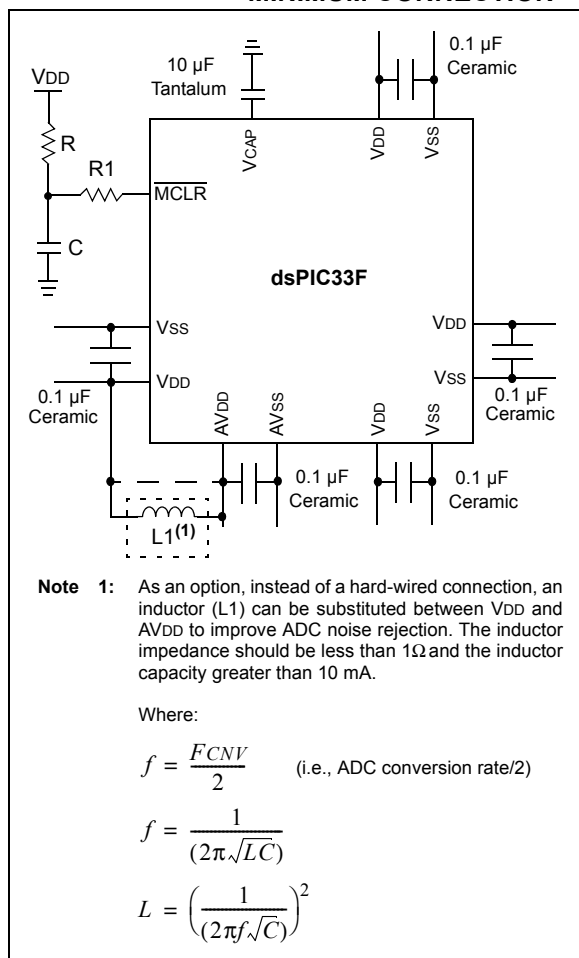 VDD
R
R1
C
10 µF
Tantalum
0.1 µF
Ceramic
VCAP
VDD
VSS
MCLR
dsPIC33F
VSS
VDD
0.1 µF
Ceramic
VDD
VSS
0.1 µF
Ceramic
AVDD
AVSS
VDD
VSS
0.1 µF
Ceramic
0.1 µF
Ceramic
L1(1)
Note 1: As an option, instead of a hard-wired connection, an
inductor (L1) can be substituted between VDD and
AVDD to improve ADC noise rejection. The inductor
impedance should be less than 1Ω and the inductor
capacity greater than 10 mA.
Where:
f = FCNV / 2 (i.e., ADC conversion rate/2)
f = 1 / (2π√LC)
L = (1 / (2πf√C))²